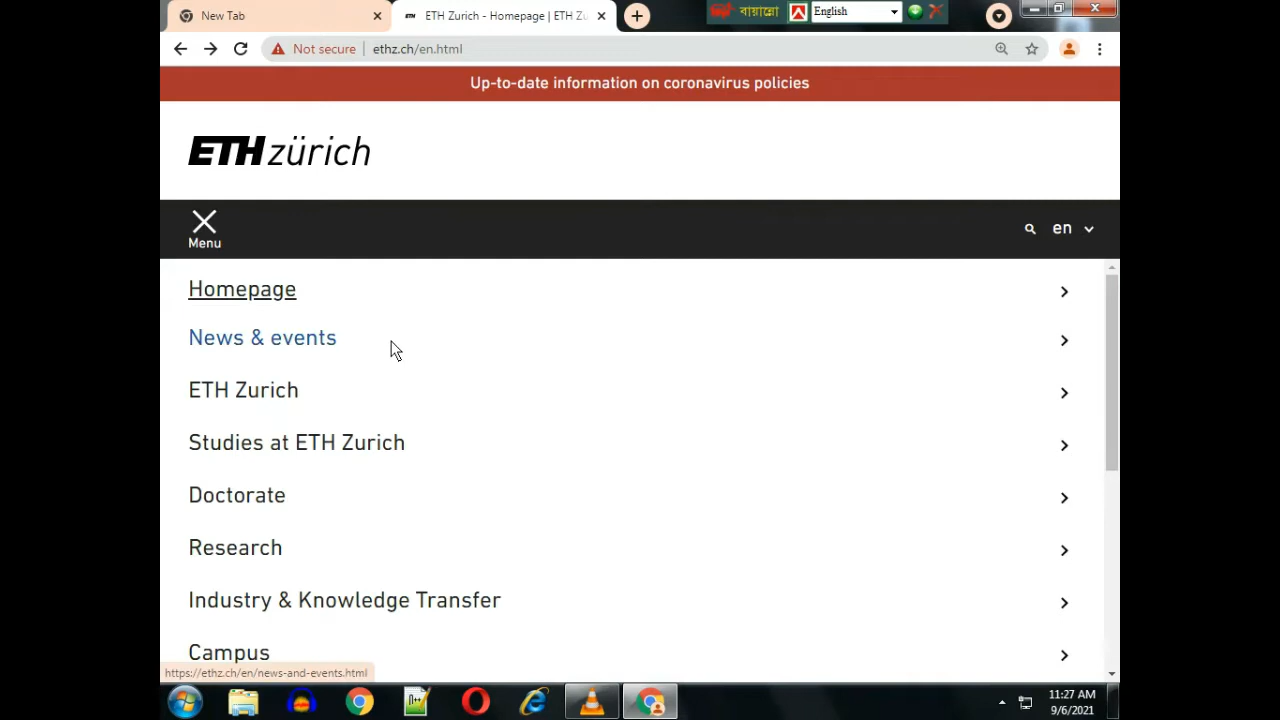 New Tab
ETH Zurich - Homepage | ETH Zu
বায়ান্নো
English
Not secure
ethz.ch/en.html
Up-to-date information on coronavirus policies
ETH zürich
Menu
en
Homepage
News & events
ETH Zurich
Studies at ETH Zurich
Doctorate
Research
Industry & Knowledge Transfer
Campus
https://ethz.ch/en/news-and-events.html
11:27 AM
9/6/2021